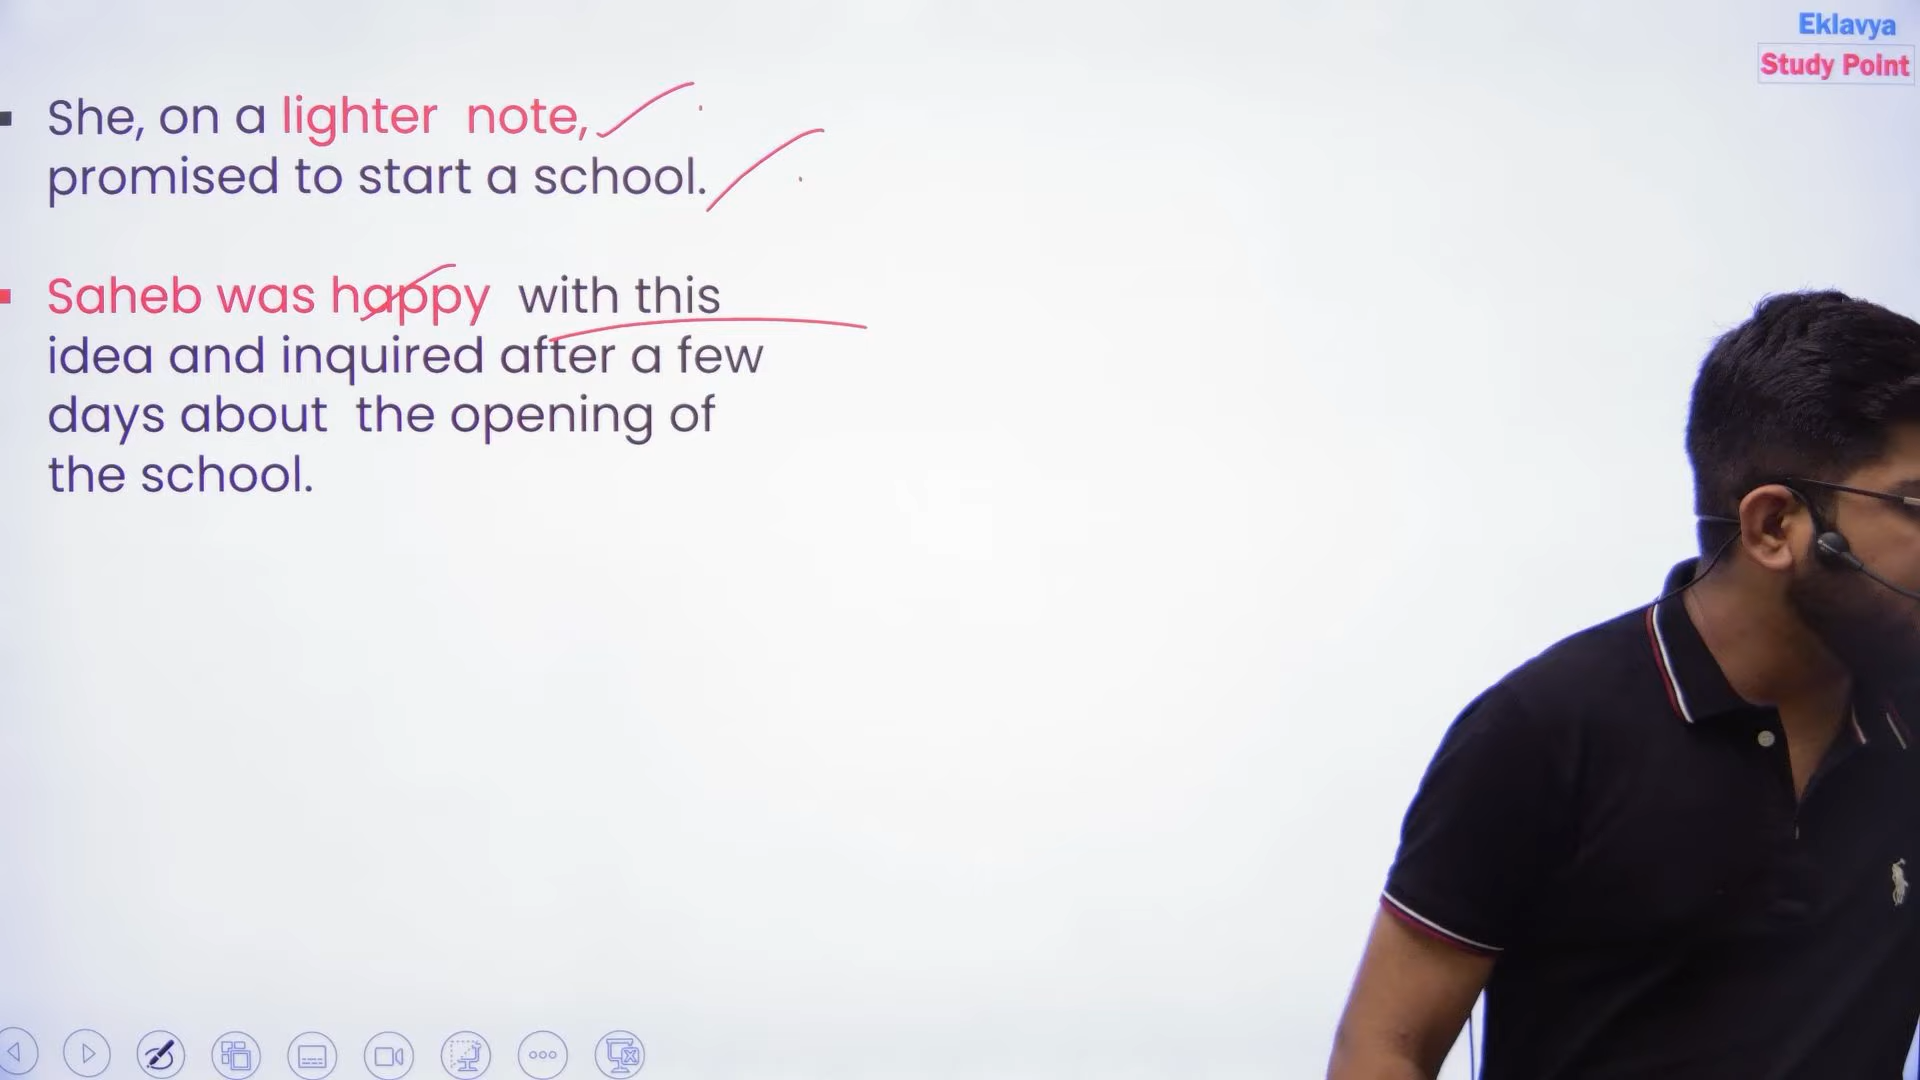 Eklavya
Study Point
She, on a lighter note,
promised to start a school.
Saheb was happy with this
idea and inquired after a few
days about the opening of
the school.